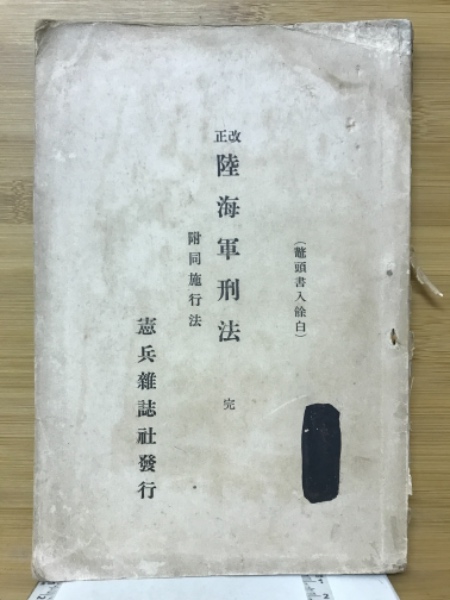 （鼇頭書入餘白）
改正
陸海軍刑法 完
附同施行法
憲兵雜誌社發行